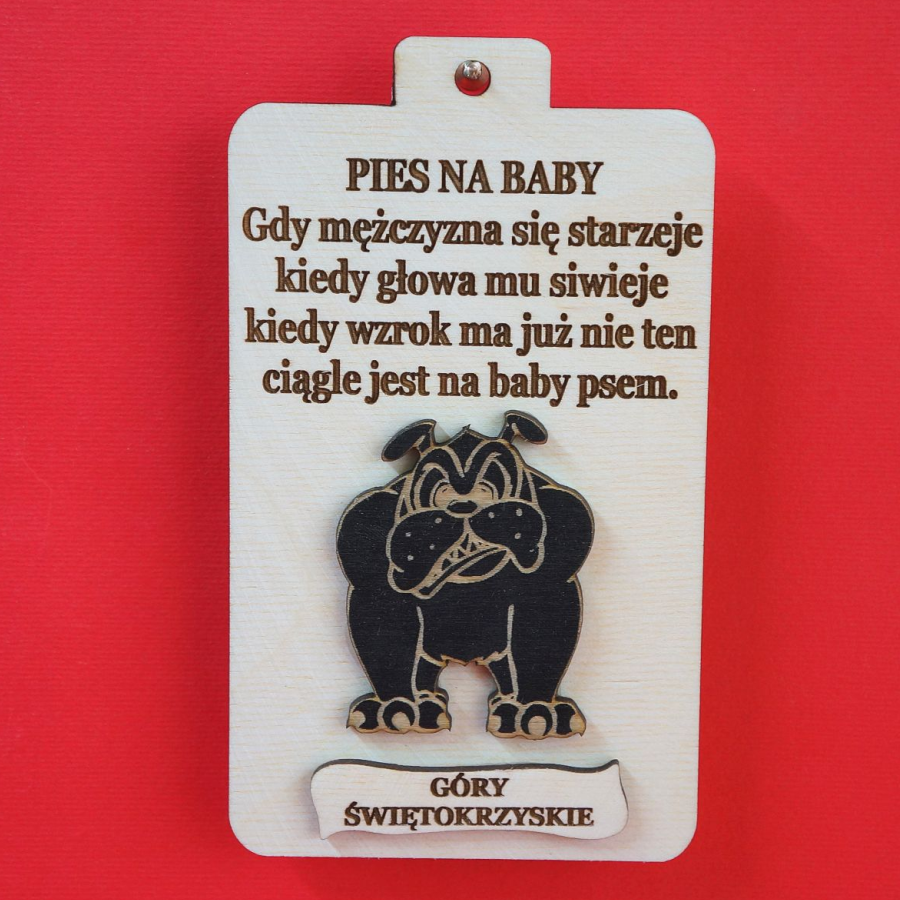 PIES NA BABY
Gdy mężczyzna się starzeje
kiedy głowa mu siwieje
kiedy wzrok ma już nie ten
ciągle jest na baby psem.
GÓRY
ŚWIĘTOKRZYSKIE